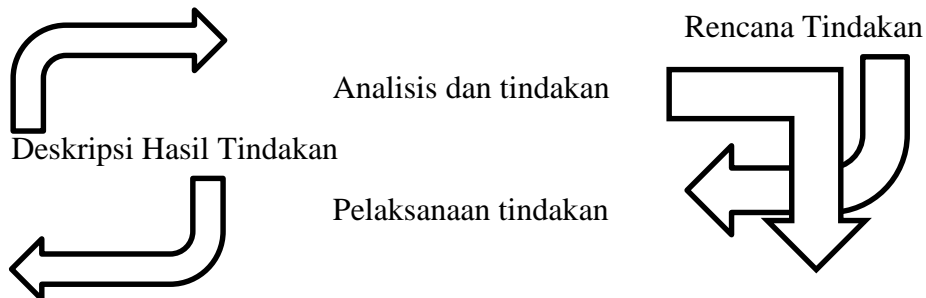 Rencana Tindakan
Analisis dan tindakan
Deskripsi Hasil Tindakan
Pelaksanaan tindakan